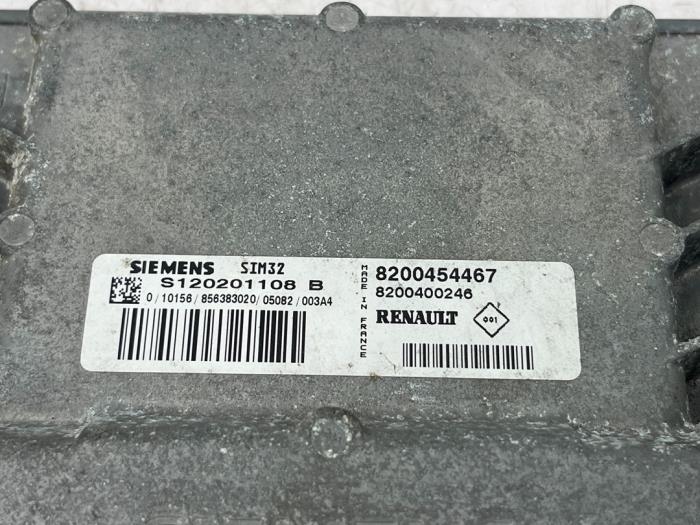 SIEMENS SIM32
S120201108 B
0/10156/856383020/05082/003A4
MADE IN FRANCE
8200454467
8200400246
RENAULT 001